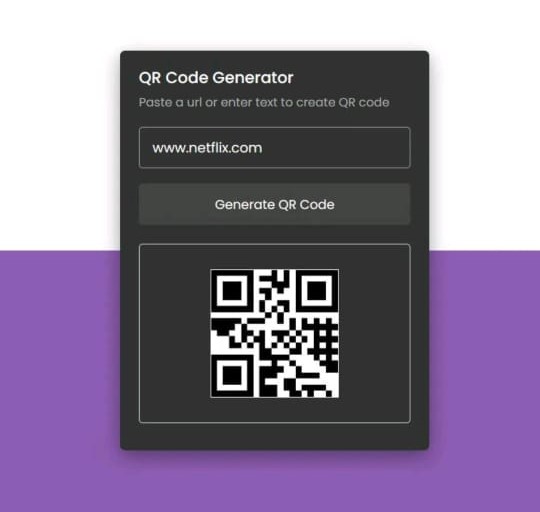 QR Code Generator
Paste a url or enter text to create QR code
www.netflix.com
Generate QR Code